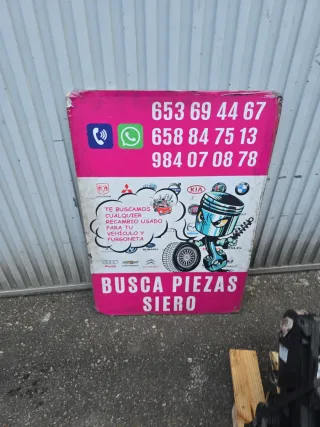 653 69 44 67
658 84 75 13
984 07 08 78
KIA
TE BUSCAMOS
CUALQUIER
RECAMBIO USADO
PARA TU
VEHÍCULO Y
FURGONETA
BUSCA PIEZAS
SIERO